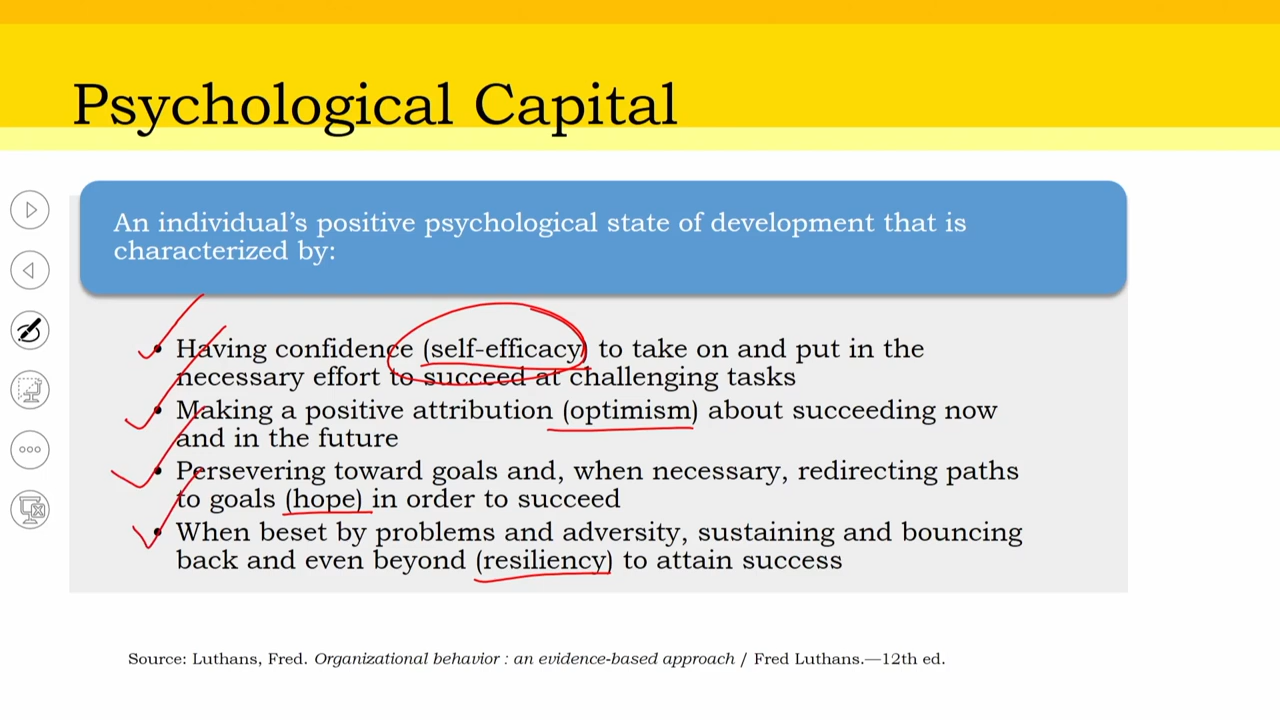 Psychological Capital
An individual’s positive psychological state of development that is
characterized by:
• Having confidence (self-efficacy) to take on and put in the
necessary effort to succeed at challenging tasks
• Making a positive attribution (optimism) about succeeding now
and in the future
• Persevering toward goals and, when necessary, redirecting paths
to goals (hope) in order to succeed
• When beset by problems and adversity, sustaining and bouncing
back and even beyond (resiliency) to attain success
Source: Luthans, Fred. Organizational behavior : an evidence-based approach / Fred Luthans.—12th ed.